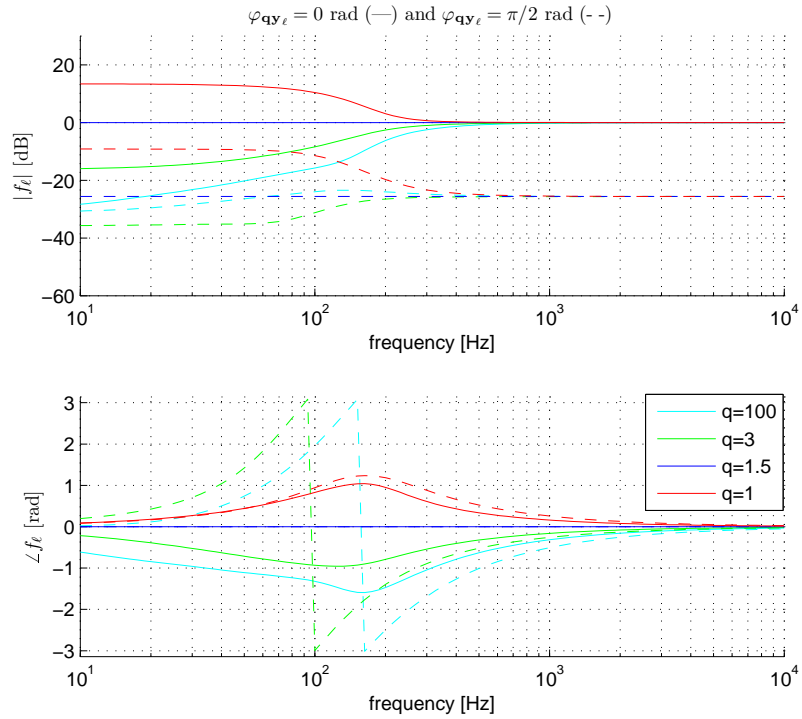 φ_{qy_ℓ} = 0 rad (—) and φ_{qy_ℓ} = π/2 rad (- -)
|f_ℓ| [dB]
20
0
−20
−40
−60
10^1
10^2
10^3
10^4
frequency [Hz]
∠f_ℓ [rad]
3
2
1
0
−1
−2
−3
q=100
q=3
q=1.5
q=1
10^1
10^2
10^3
10^4
frequency [Hz]